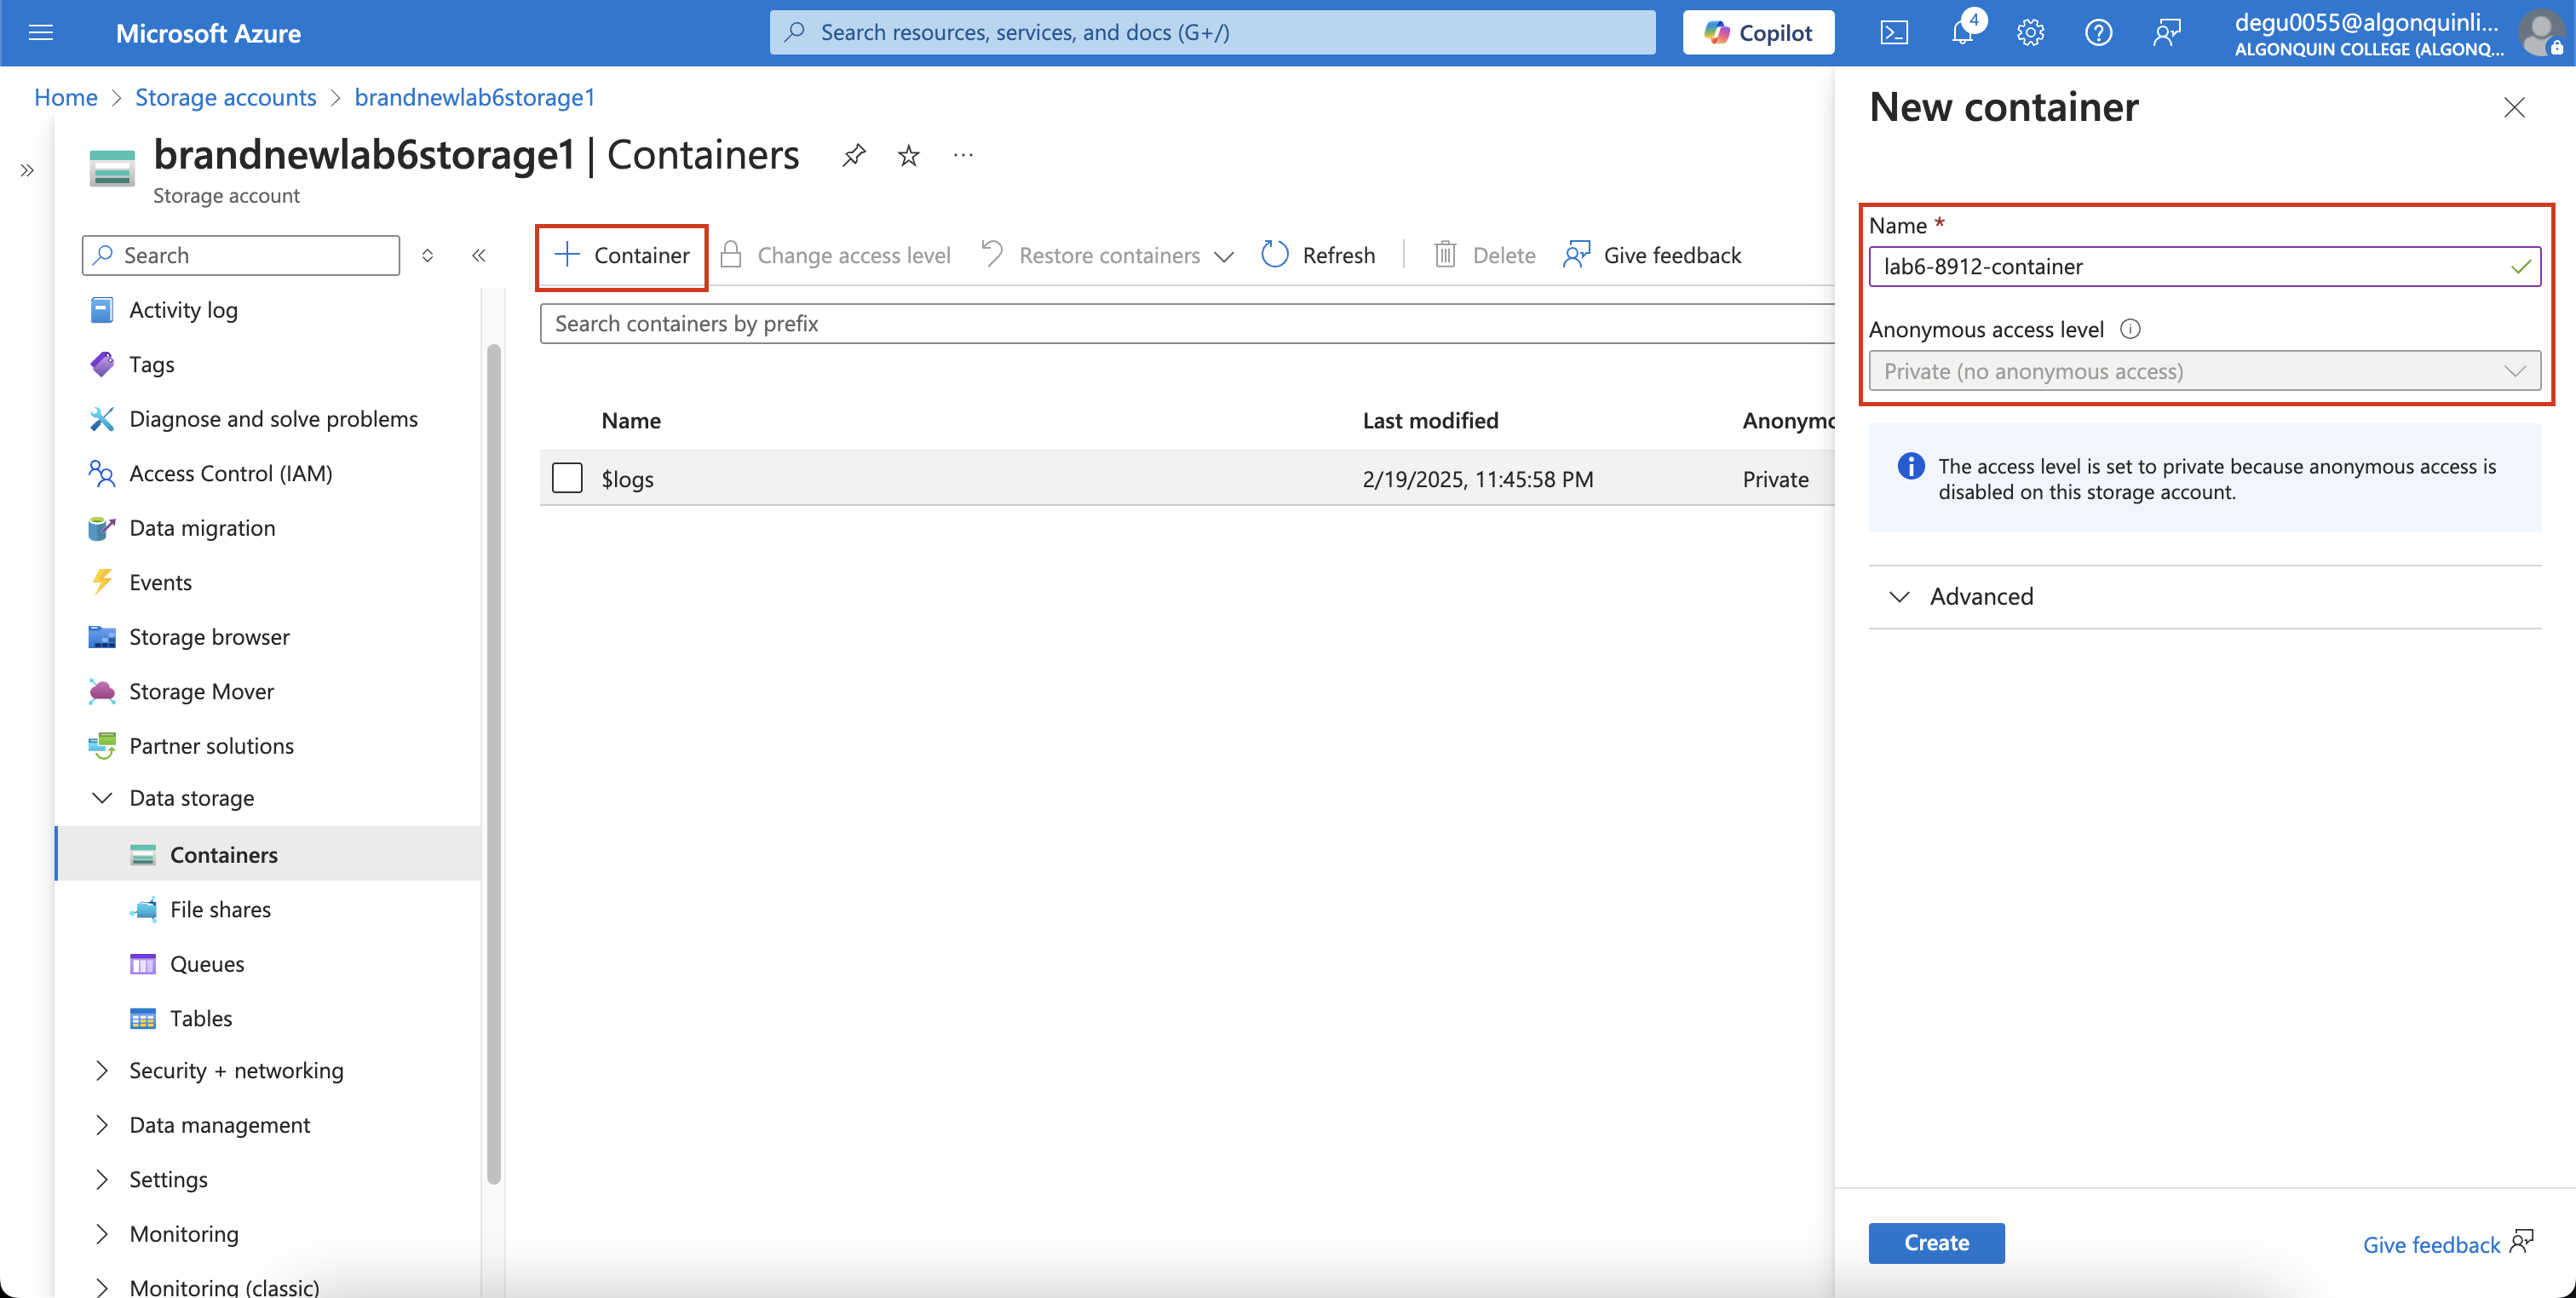 Microsoft Azure
Search resources, services, and docs (G+/)
Copilot
4
degu0055@algonquinli...
ALGONQUIN COLLEGE (ALGONQ...
Home > Storage accounts > brandnewlab6storage1
brandnewlab6storage1 | Containers
Storage account
Search
Activity log
Tags
Diagnose and solve problems
Access Control (IAM)
Data migration
Events
Storage browser
Storage Mover
Partner solutions
Data storage
Containers
File shares
Queues
Tables
Security + networking
Data management
Settings
Monitoring
Monitoring (classic)
Container
Change access level
Restore containers
Refresh
Delete
Give feedback
Search containers by prefix
Name Last modified Anonymo
$logs 2/19/2025, 11:45:58 PM Private
New container
Name *
lab6-8912-container
Anonymous access level
Private (no anonymous access)
The access level is set to private because anonymous access is
disabled on this storage account.
Advanced
Create
Give feedback